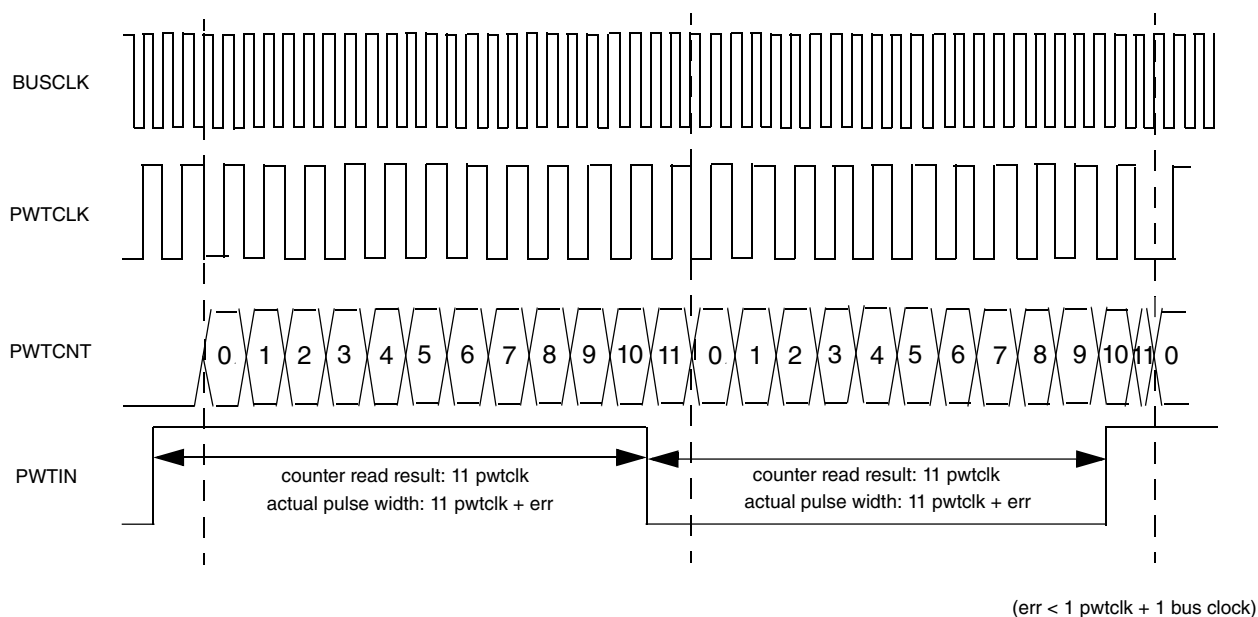 BUSCLK
PWTCLK
PWTCNT
0 1 2 3 4 5 6 7 8 9 10 11 0 1 2 3 4 5 6 7 8 9 10 11 0
PWTIN
counter read result: 11 pwtclk
actual pulse width: 11 pwtclk + err
counter read result: 11 pwtclk
actual pulse width: 11 pwtclk + err
(err < 1 pwtclk + 1 bus clock)